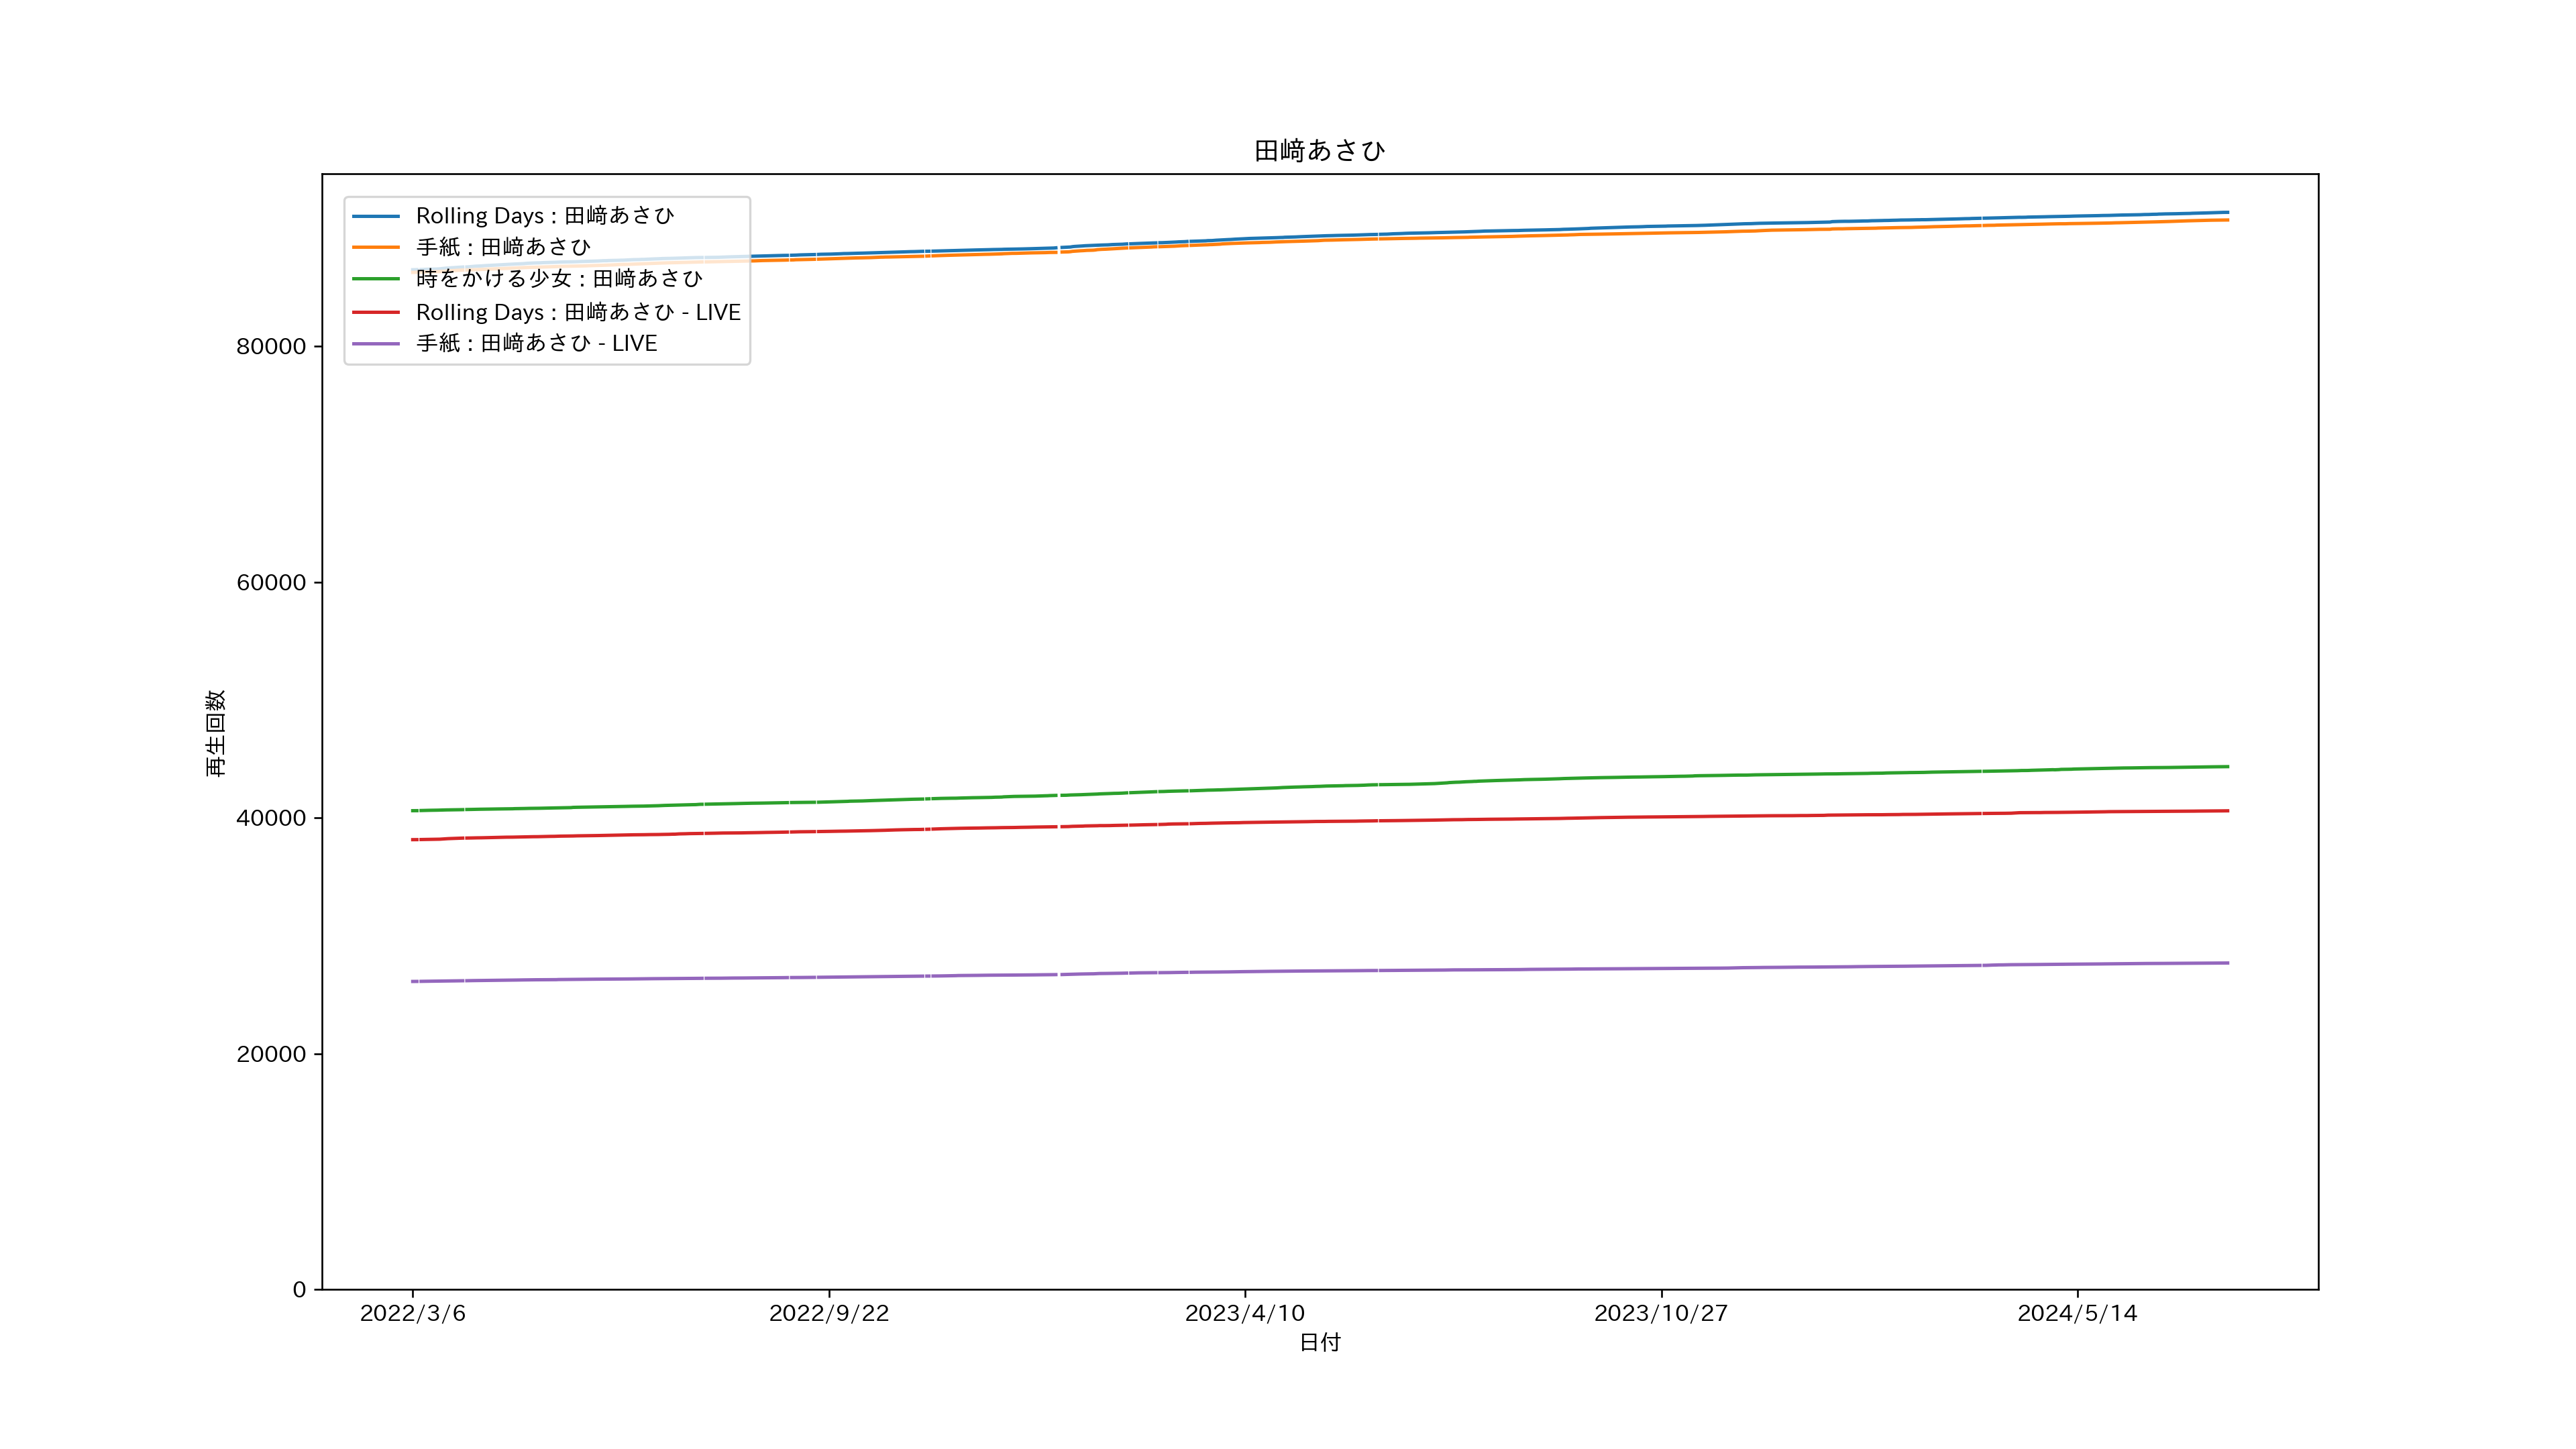 田﨑あさひ
Rolling Days : 田﨑あさひ
手紙 : 田﨑あさひ
時をかける少女 : 田﨑あさひ
Rolling Days : 田﨑あさひ - LIVE
手紙 : 田﨑あさひ - LIVE
80000
60000
40000
20000
0
再生回数
2022/3/6
2022/9/22
2023/4/10
2023/10/27
2024/5/14
日付